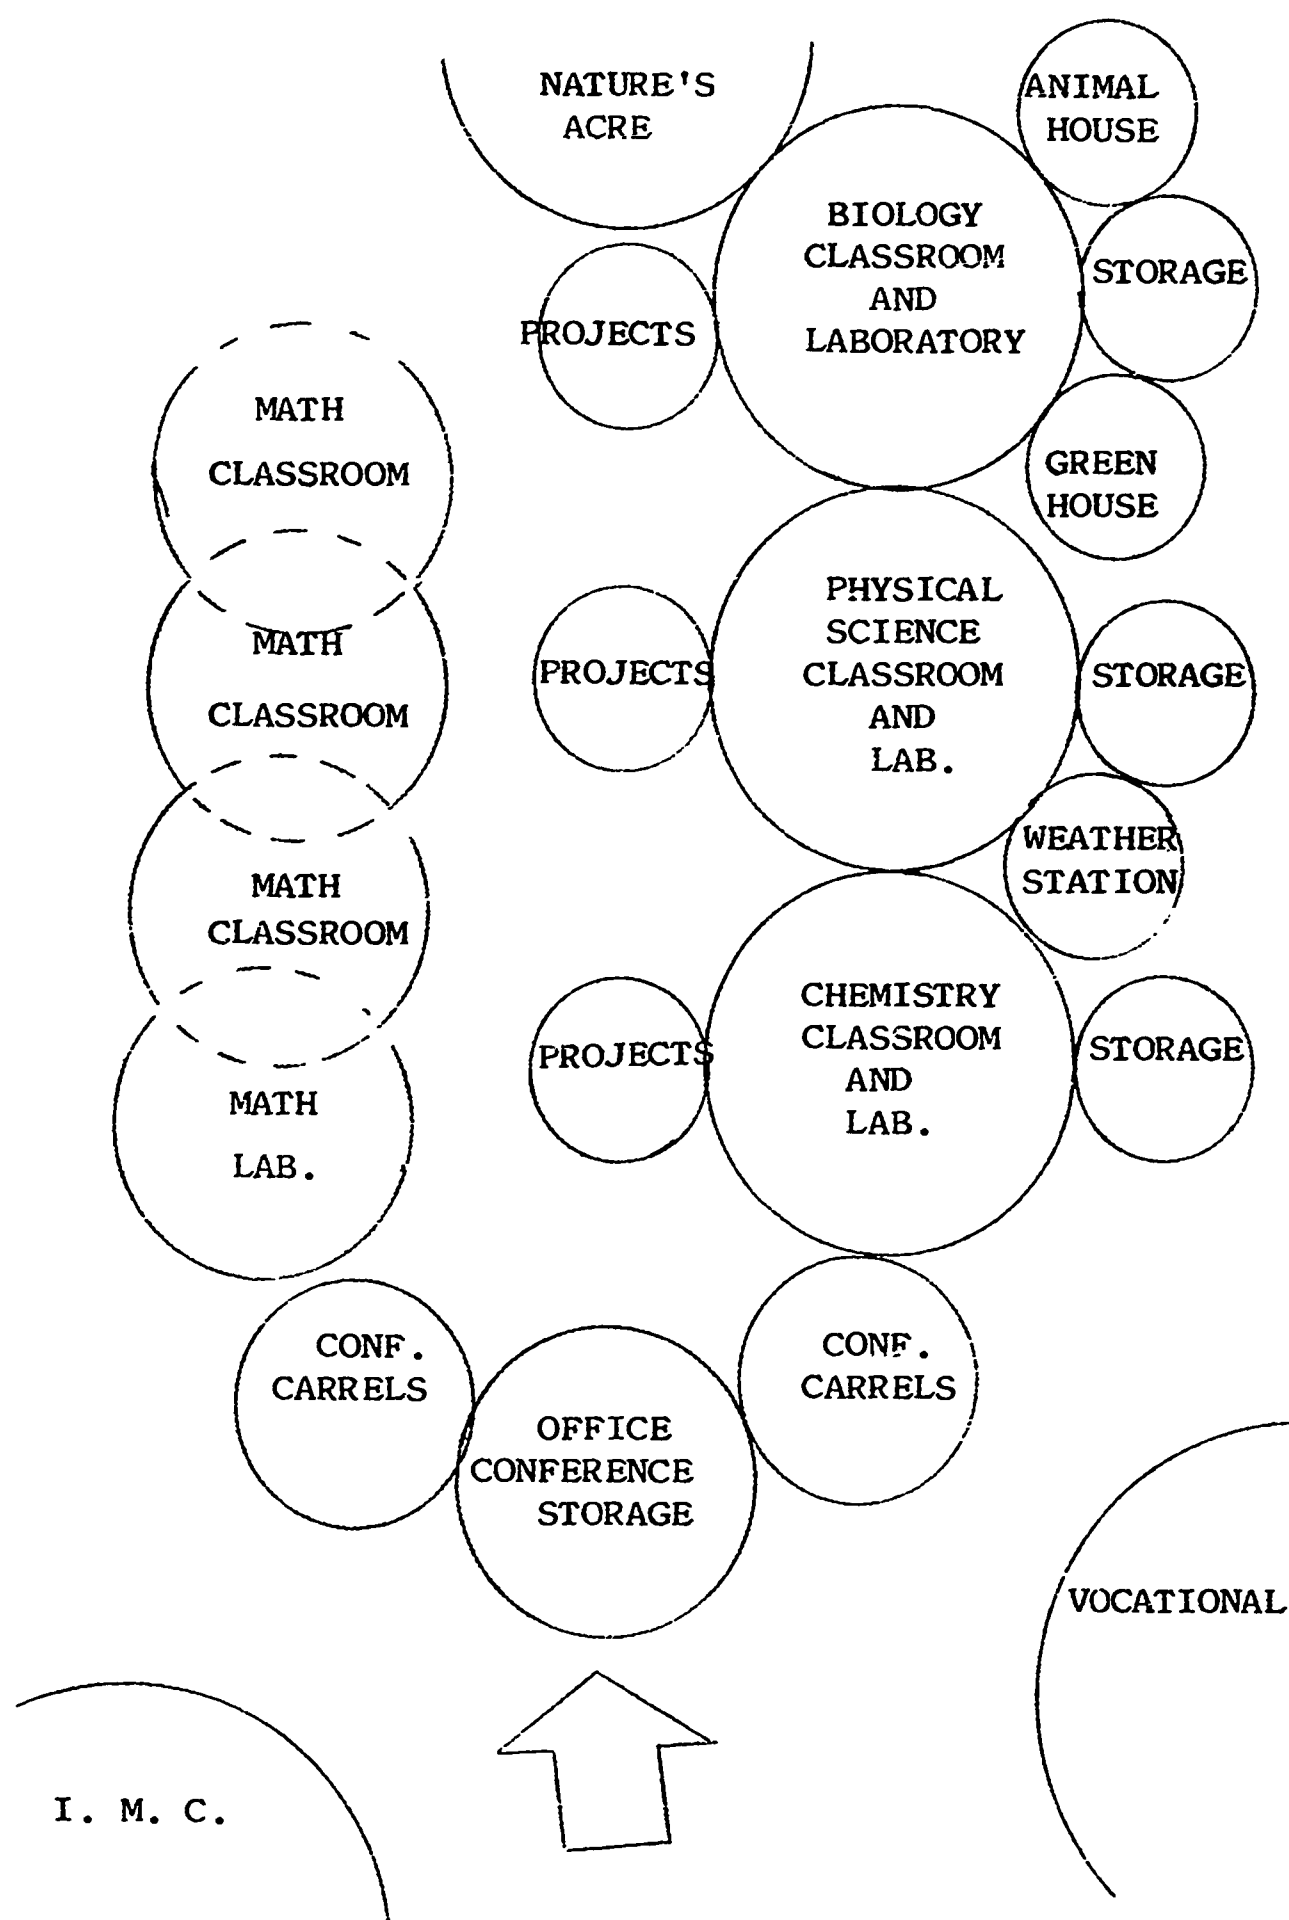 NATURE'S
ACRE
ANIMAL
HOUSE
BIOLOGY
CLASSROOM
AND
LABORATORY
STORAGE
PROJECTS
MATH
CLASSROOM
GREEN
HOUSE
MATH
CLASSROOM
PROJECTS
PHYSICAL
SCIENCE
CLASSROOM
AND
LAB.
STORAGE
WEATHER
STATION
MATH
CLASSROOM
CHEMISTRY
CLASSROOM
AND
LAB.
PROJECTS
STORAGE
MATH
LAB.
CONF.
CARRELS
CONF.
CARRELS
OFFICE
CONFERENCE
STORAGE
VOCATIONAL
I. M. C.